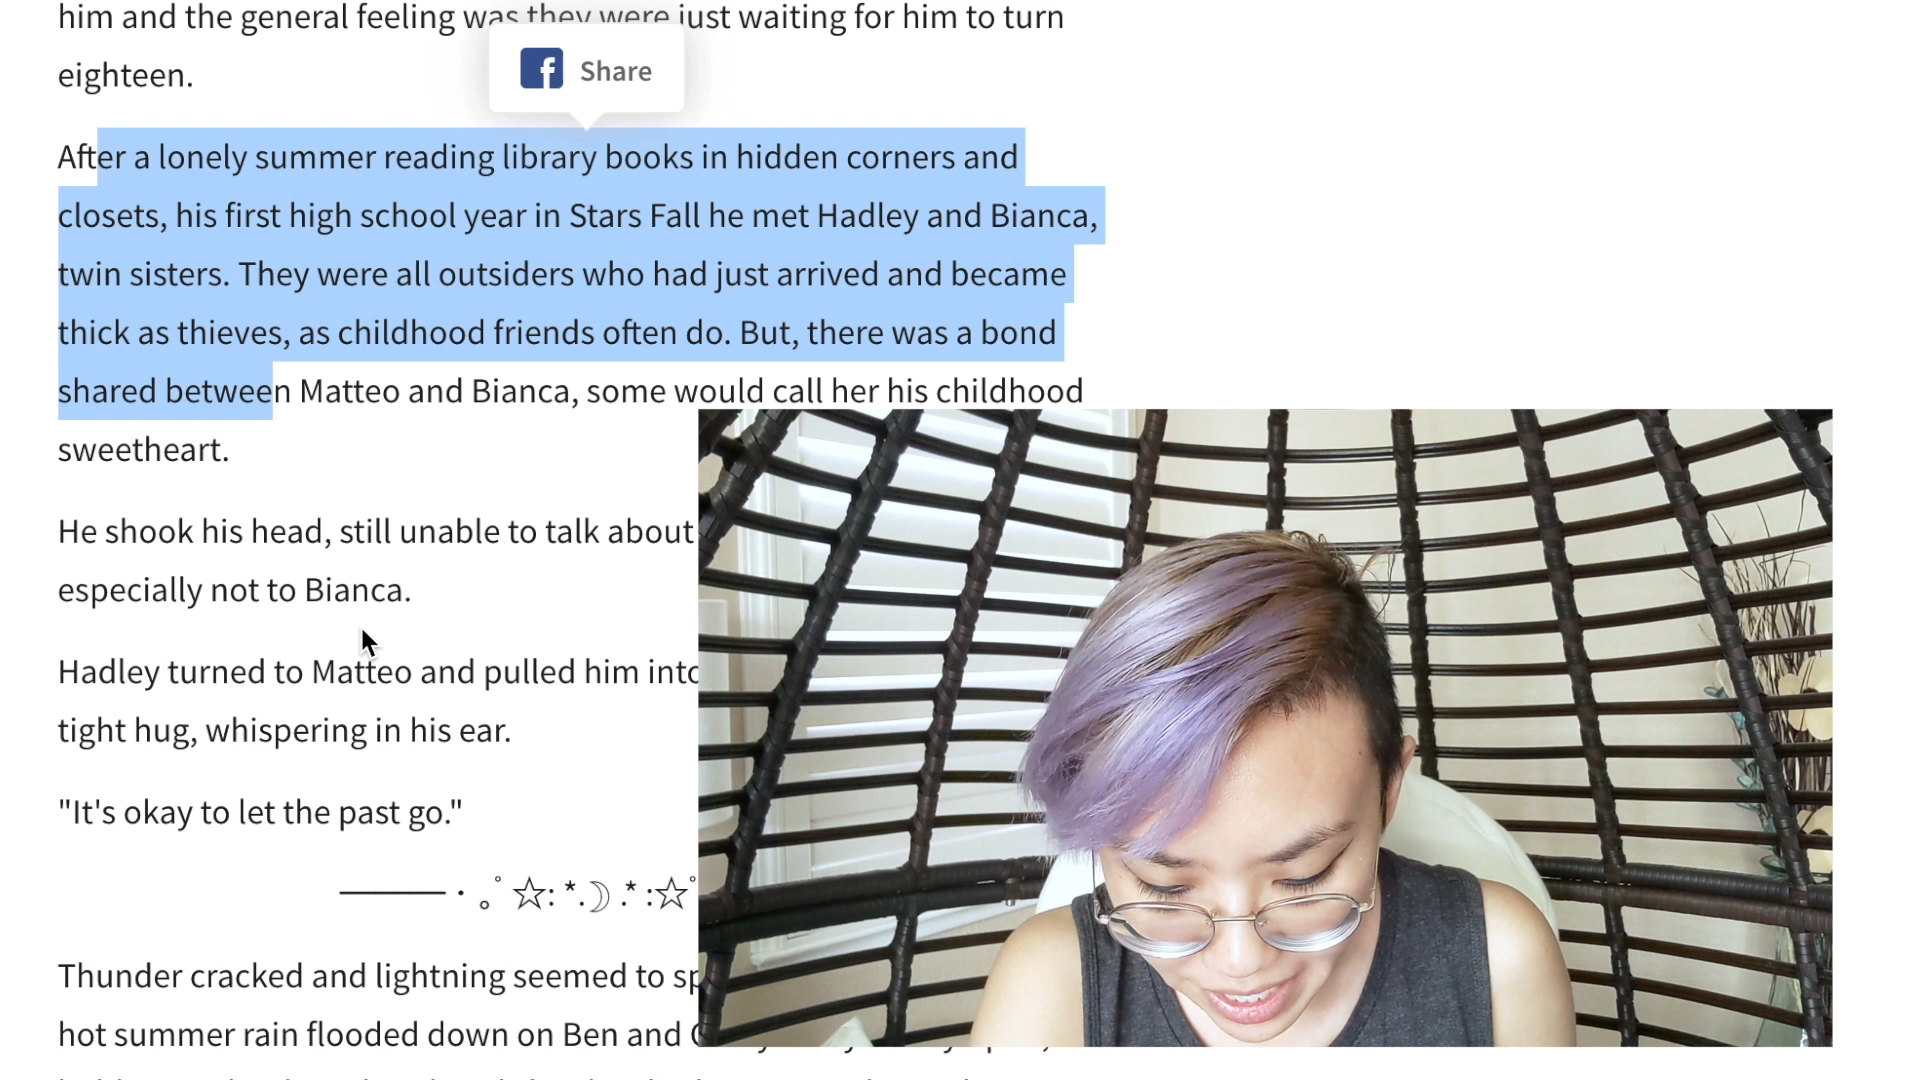 him and the general feeling was they were just waiting for him to turn
eighteen.
Share
After a lonely summer reading library books in hidden corners and
closets, his first high school year in Stars Fall he met Hadley and Bianca,
twin sisters. They were all outsiders who had just arrived and became
thick as thieves, as childhood friends often do. But, there was a bond
shared between Matteo and Bianca, some would call her his childhood
sweetheart.
He shook his head, still unable to talk about
especially not to Bianca.
Hadley turned to Matteo and pulled him into
tight hug, whispering in his ear.
"It's okay to let the past go."
——— · ｡ﾟ☆: *.☽ .* :☆ﾟ
Thunder cracked and lightning seemed to
hot summer rain flooded down on Ben and